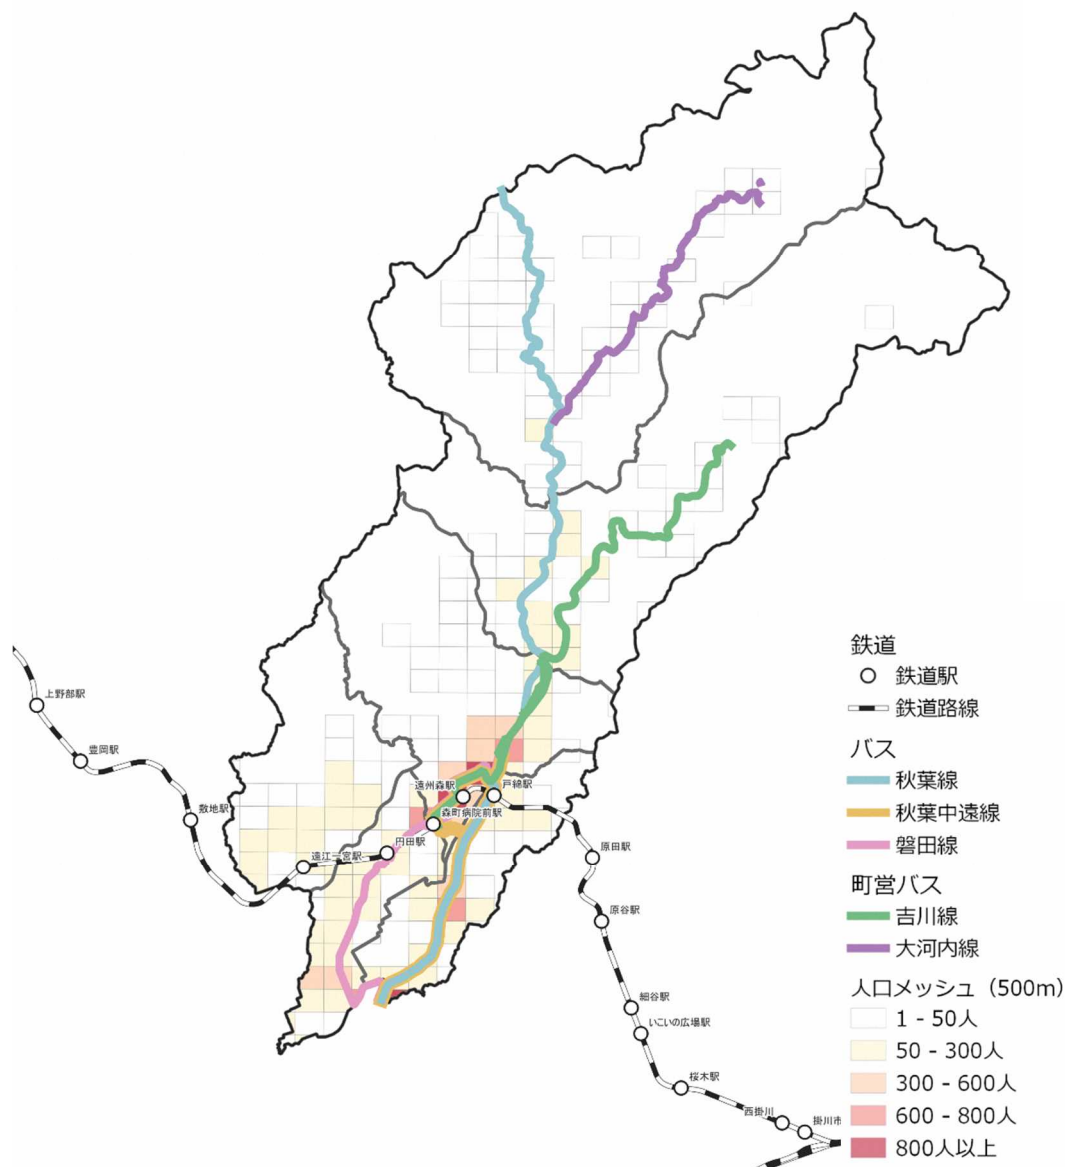 上野部駅
豊岡駅
敷地駅
遠江一宮駅
円田駅
森町病院前駅
遠州森駅
戸綿駅
原田駅
原谷駅
細谷駅
いこいの広場駅
桜木駅
西掛川
掛川市
鉄道
鉄道駅
鉄道路線
バス
秋葉線
秋葉中遠線
磐田線
町営バス
吉川線
大河内線
人口メッシュ（500m）
1 - 50人
50 - 300人
300 - 600人
600 - 800人
800人以上